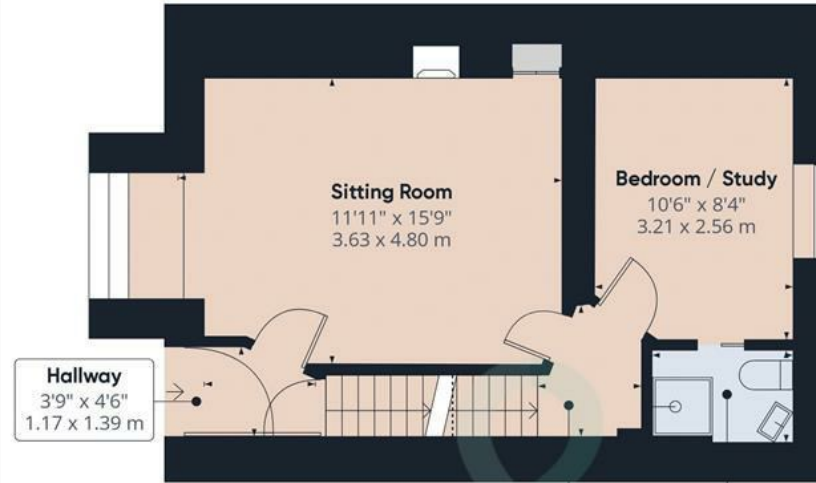 Sitting Room
11'11" x 15'9"
3.63 x 4.80 m
Bedroom / Study
10'6" x 8'4"
3.21 x 2.56 m
Hallway
3'9" x 4'6"
1.17 x 1.39 m